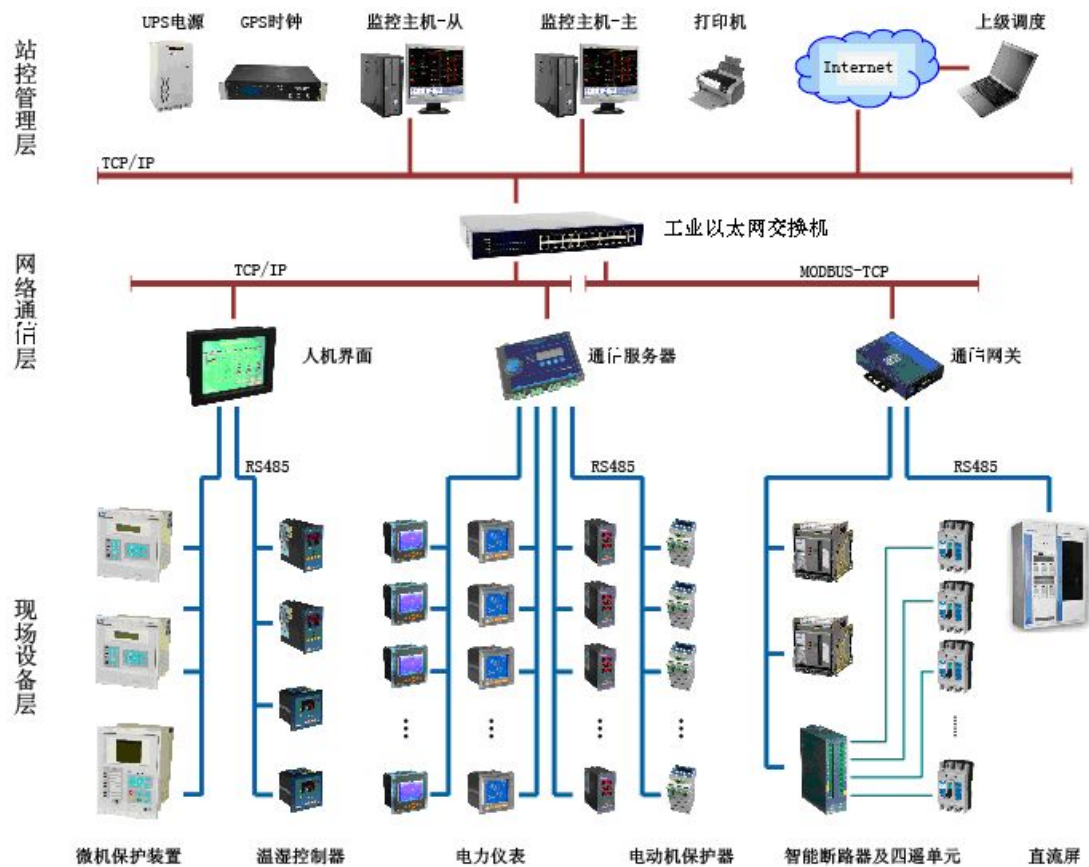 UPS电源 GPS时钟 监控主机-从 监控主机-主 打印机 上级调度
站控管理层
Internet
TCP/IP
工业以太网交换机
网络通信层
TCP/IP MODBUS-TCP
人机界面 通信服务器 通信网关
RS485 RS485 RS485
现场设备层
微机保护装置 温湿控制器 电力仪表 电动机保护器 智能断路器及四遥单元 直流屏